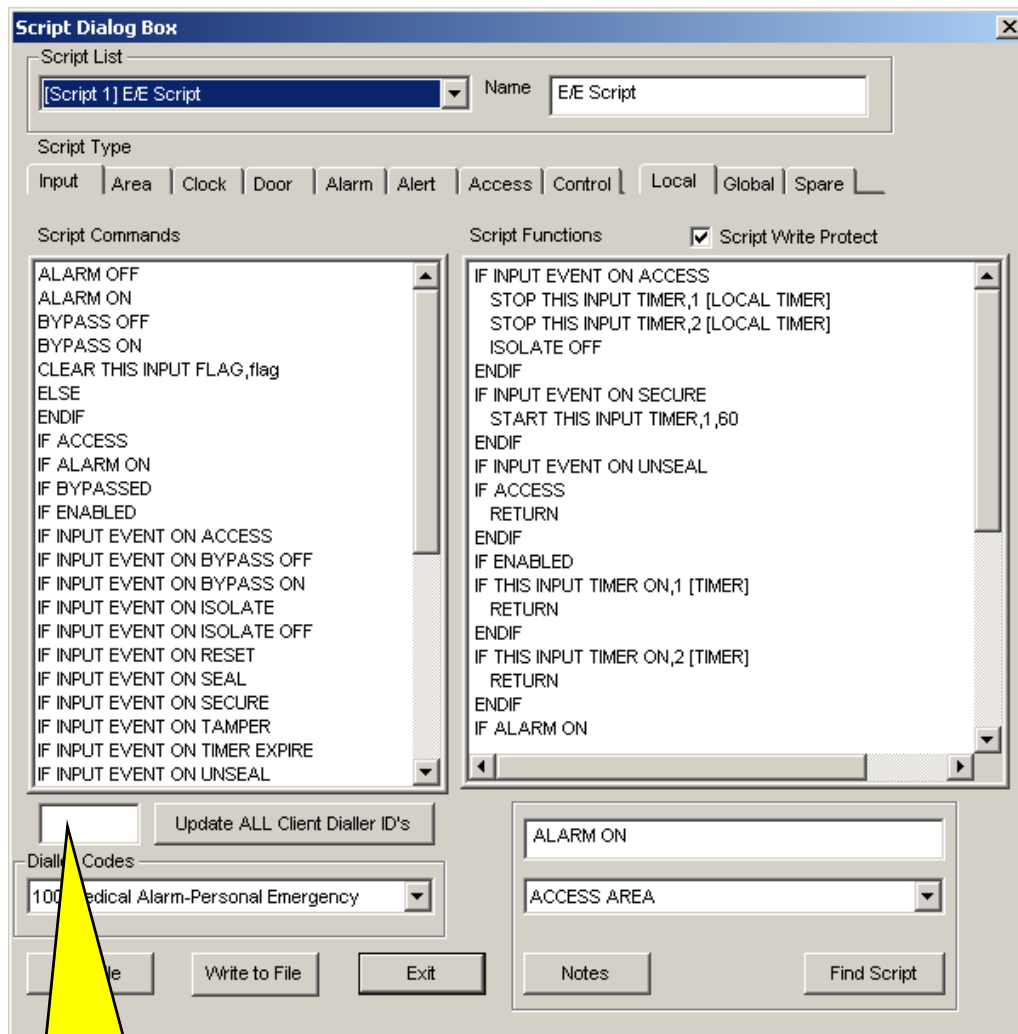 Script Dialog Box
Script List
[Script 1] E/E Script
Name
E/E Script
Script Type
Input Area Clock Door Alarm Alert Access Control Local Global Spare
Script Commands
ALARM OFF
ALARM ON
BYPASS OFF
BYPASS ON
CLEAR THIS INPUT FLAG,flag
ELSE
ENDIF
IF ACCESS
IF ALARM ON
IF BYPASSED
IF ENABLED
IF INPUT EVENT ON ACCESS
IF INPUT EVENT ON BYPASS OFF
IF INPUT EVENT ON BYPASS ON
IF INPUT EVENT ON ISOLATE
IF INPUT EVENT ON ISOLATE OFF
IF INPUT EVENT ON RESET
IF INPUT EVENT ON SEAL
IF INPUT EVENT ON SECURE
IF INPUT EVENT ON TAMPER
IF INPUT EVENT ON TIMER EXPIRE
IF INPUT EVENT ON UNSEAL
Script Functions
Script Write Protect
IF INPUT EVENT ON ACCESS
STOP THIS INPUT TIMER,1 [LOCAL TIMER]
STOP THIS INPUT TIMER,2 [LOCAL TIMER]
ISOLATE OFF
ENDIF
IF INPUT EVENT ON SECURE
START THIS INPUT TIMER,1,60
ENDIF
IF INPUT EVENT ON UNSEAL
IF ACCESS
RETURN
ENDIF
IF ENABLED
IF THIS INPUT TIMER ON,1 [TIMER]
RETURN
ENDIF
IF THIS INPUT TIMER ON,2 [TIMER]
RETURN
ENDIF
IF ALARM ON
Update ALL Client Dialler ID's
Codes
Alarm-Personal Emergency
Write to File
Exit
ALARM ON
ACCESS AREA
Notes
Find Script